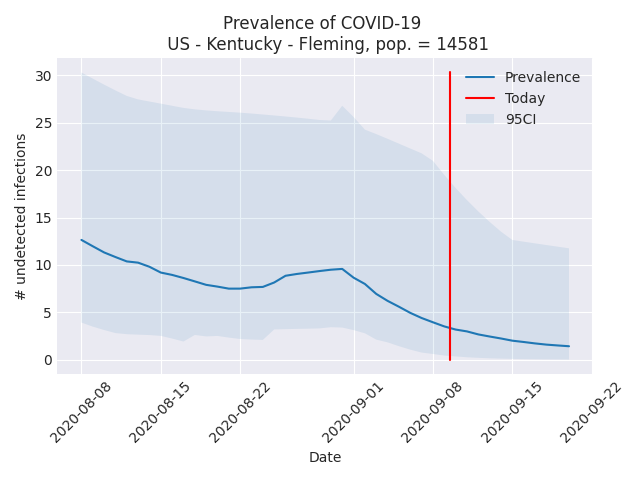 Prevalence of COVID-19
US - Kentucky - Fleming, pop. = 14581
Prevalence
Today
95CI
30
25
20
15
10
5
0
# undetected infections
2020-08-08
2020-08-15
2020-08-22
2020-09-01
2020-09-08
2020-09-15
2020-09-22
Date